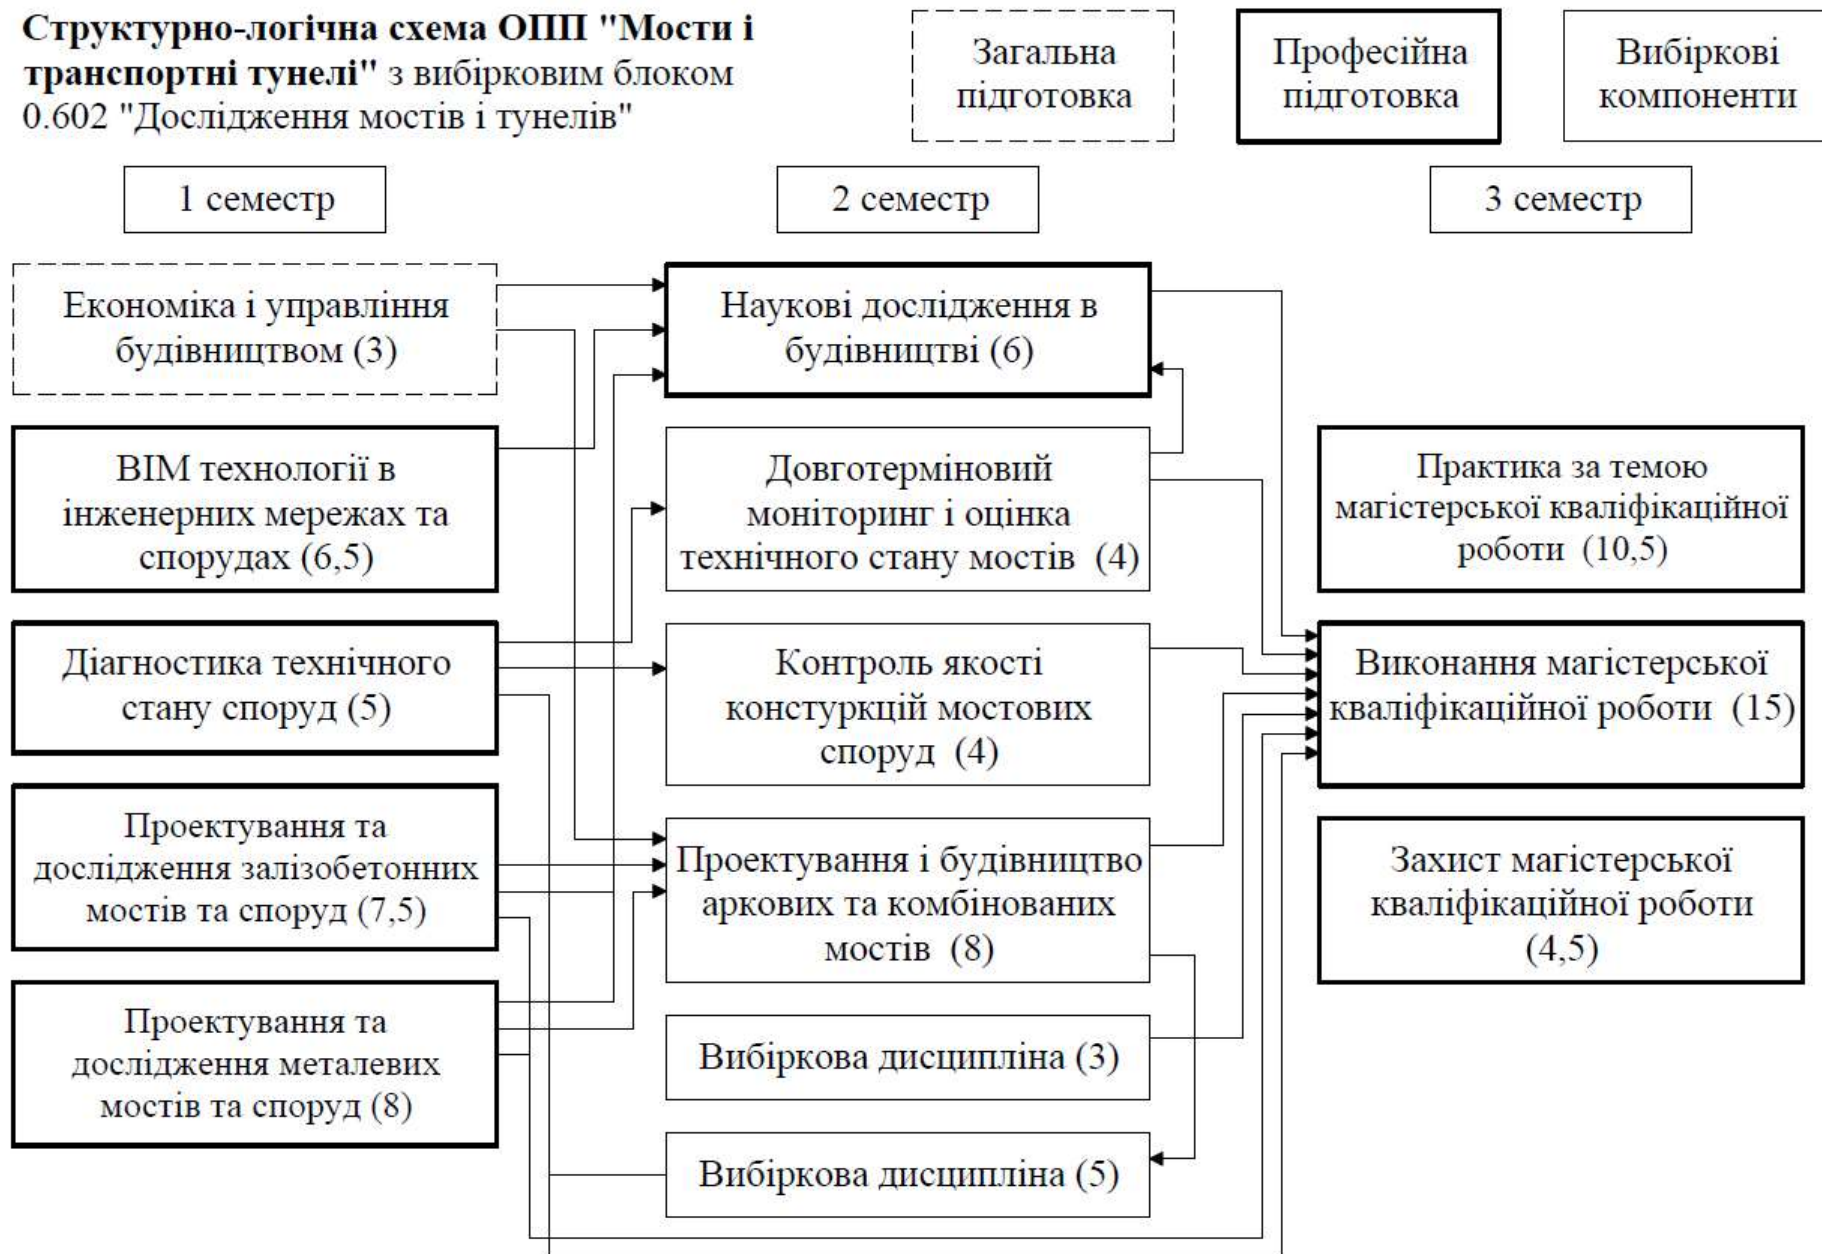 Структурно-логічна схема ОПП "Мости і
транспортні тунелі" з вибірковим блоком
0.602 "Дослідження мостів і тунелів"
Загальна
підготовка
Професійна
підготовка
Вибіркові
компоненти
1 семестр
2 семестр
3 семестр
Економіка і управління
будівництвом (3)
BIM технології в
інженерних мережах та
спорудах (6,5)
Діагностика технічного
стану споруд (5)
Проектування та
дослідження залізобетонних
мостів та споруд (7,5)
Проектування та
дослідження металевих
мостів та споруд (8)
Наукові дослідження в
будівництві (6)
Довготерміновий
моніторинг і оцінка
технічного стану мостів (4)
Контроль якості
констуркцій мостових
споруд (4)
Проектування і будівництво
аркових та комбінованих
мостів (8)
Вибіркова дисципліна (3)
Вибіркова дисципліна (5)
Практика за темою
магістерської кваліфікаційної
роботи (10,5)
Виконання магістерської
кваліфікаційної роботи (15)
Захист магістерської
кваліфікаційної роботи
(4,5)